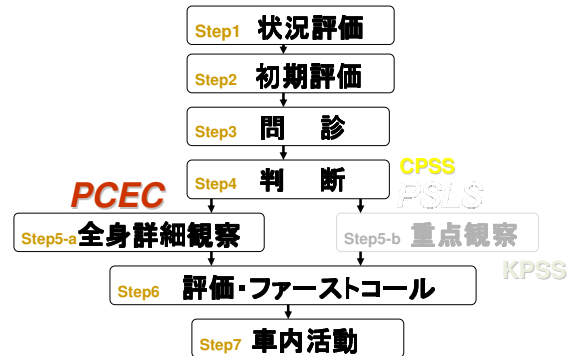 Step1 状況評価
Step2 初期評価
Step3 問 診
Step4 判 断
CPSS
PCEC
PSLS
Step5-a 全身詳細観察
Step5-b 重点観察
KPSS
Step6 評価・ファーストコール
Step7 車内活動